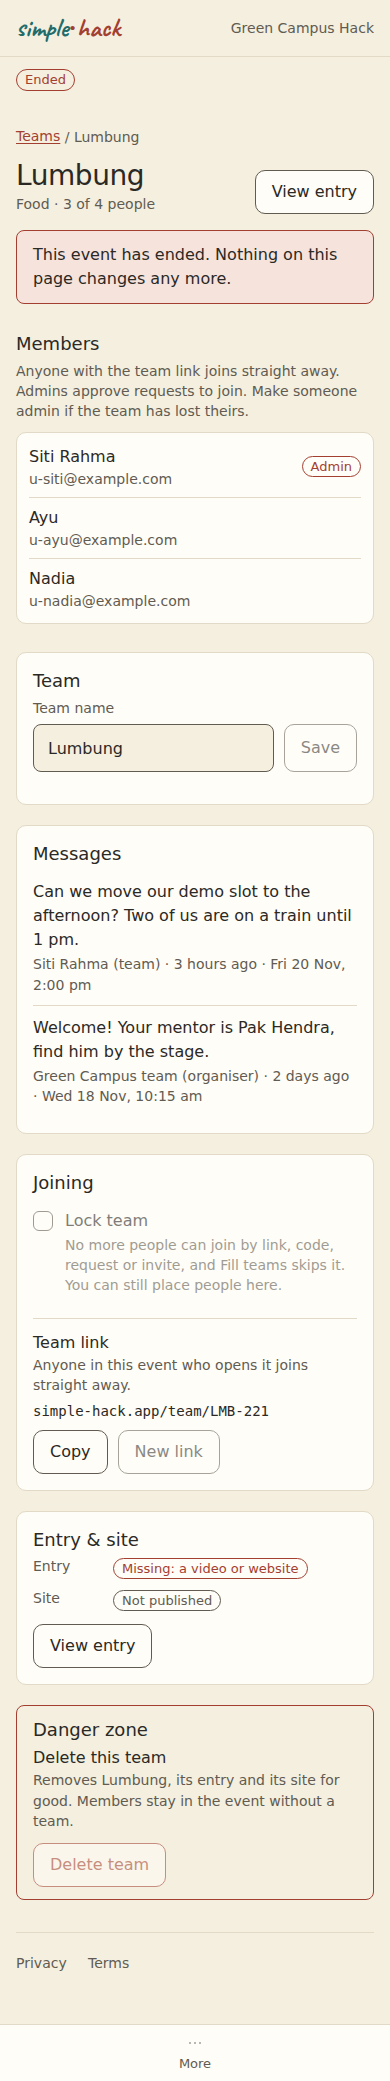 simple·hack
Green Campus Hack
Ended
Teams / Lumbung
Lumbung
Food · 3 of 4 people
View entry
This event has ended. Nothing on this
page changes any more.
Members
Anyone with the team link joins straight away.
Admins approve requests to join. Make someone
admin if the team has lost theirs.
Siti Rahma
u-siti@example.com
Admin
Ayu
u-ayu@example.com
Nadia
u-nadia@example.com
Team
Team name
Lumbung
Save
Messages
Can we move our demo slot to the
afternoon? Two of us are on a train until
1 pm.
Siti Rahma (team) · 3 hours ago · Fri 20 Nov,
2:00 pm
Welcome! Your mentor is Pak Hendra,
find him by the stage.
Green Campus team (organiser) · 2 days ago
· Wed 18 Nov, 10:15 am
Joining
Lock team
No more people can join by link, code,
request or invite, and Fill teams skips it.
You can still place people here.
Team link
Anyone in this event who opens it joins
straight away.
simple-hack.app/team/LMB-221
Copy
New link
Entry & site
Entry
Missing: a video or website
Site
Not published
View entry
Danger zone
Delete this team
Removes Lumbung, its entry and its site for
good. Members stay in the event without a
team.
Delete team
Privacy
Terms
...
More